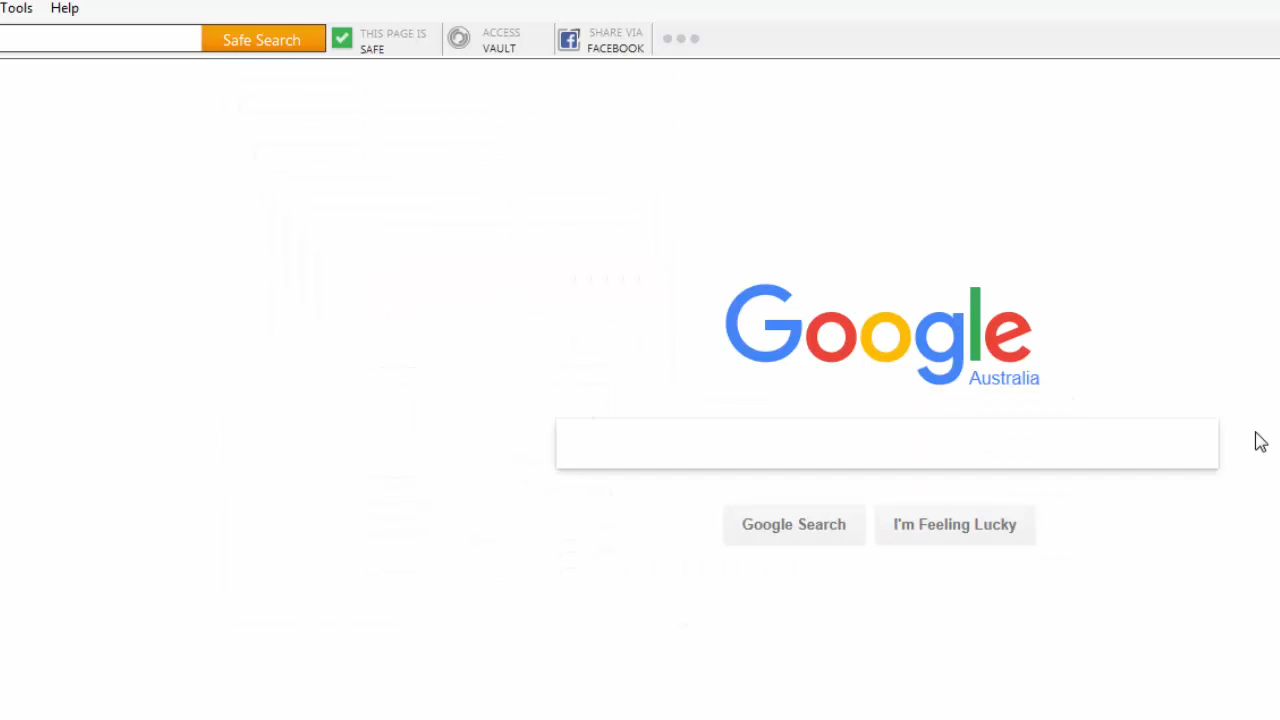 Tools Help
Safe Search
THIS PAGE IS
SAFE
ACCESS
VAULT
SHARE VIA
FACEBOOK
Google
Australia
Google Search
I'm Feeling Lucky